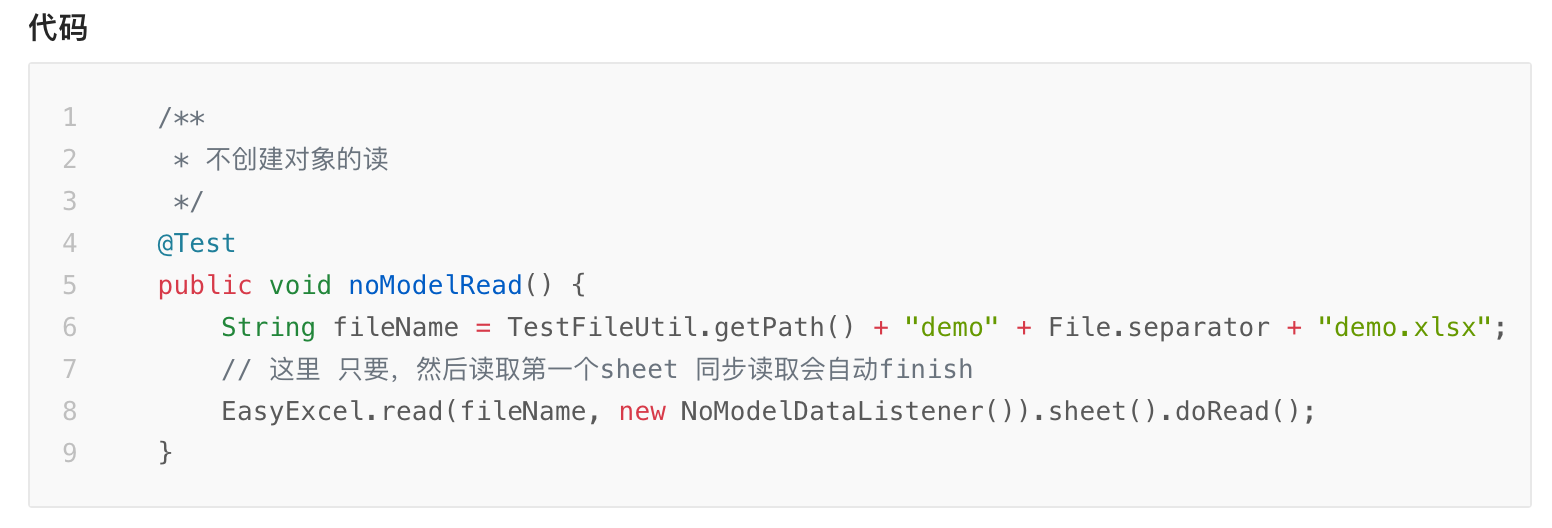 代码
1 /**
2  * 不创建对象的读
3  */
4 @Test
5 public void noModelRead() {
6     String fileName = TestFileUtil.getPath() + "demo" + File.separator + "demo.xlsx";
7     // 这里 只要，然后读取第一个sheet 同步读取会自动finish
8     EasyExcel.read(fileName, new NoModelDataListener()).sheet().doRead();
9 }